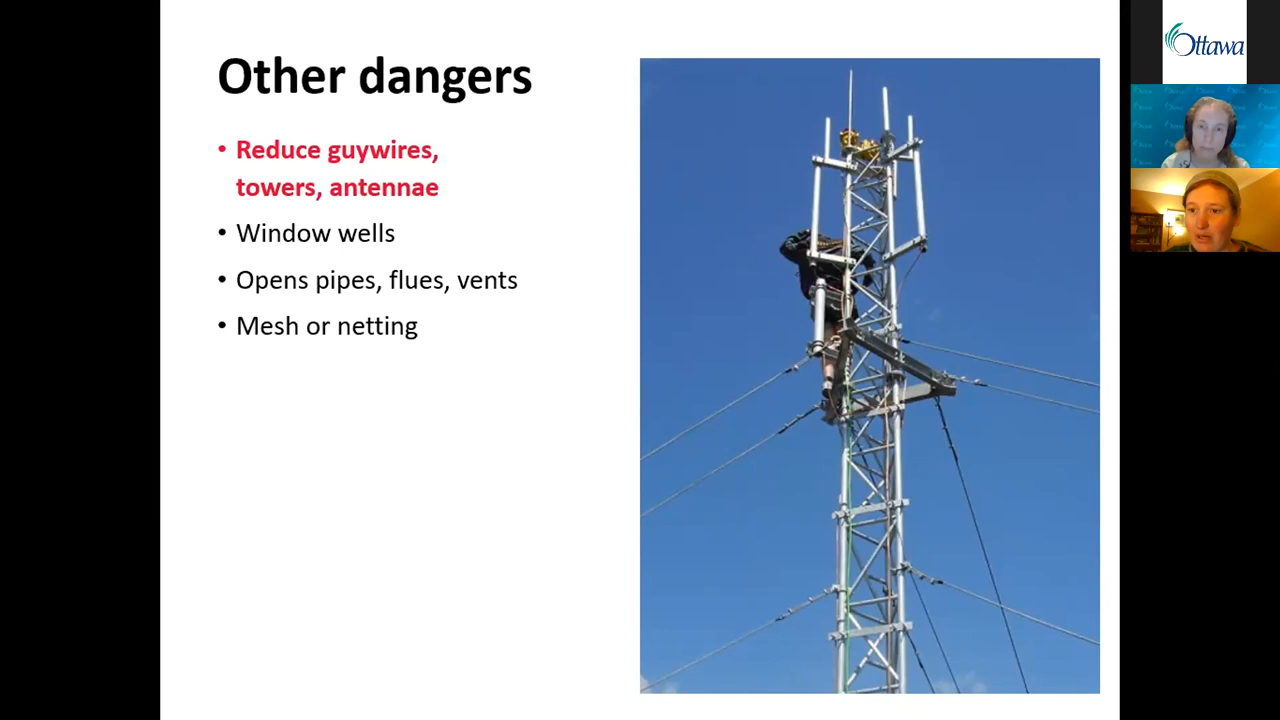 Other dangers
• Reduce guywires,
towers, antennae
• Window wells
• Opens pipes, flues, vents
• Mesh or netting
Ottawa